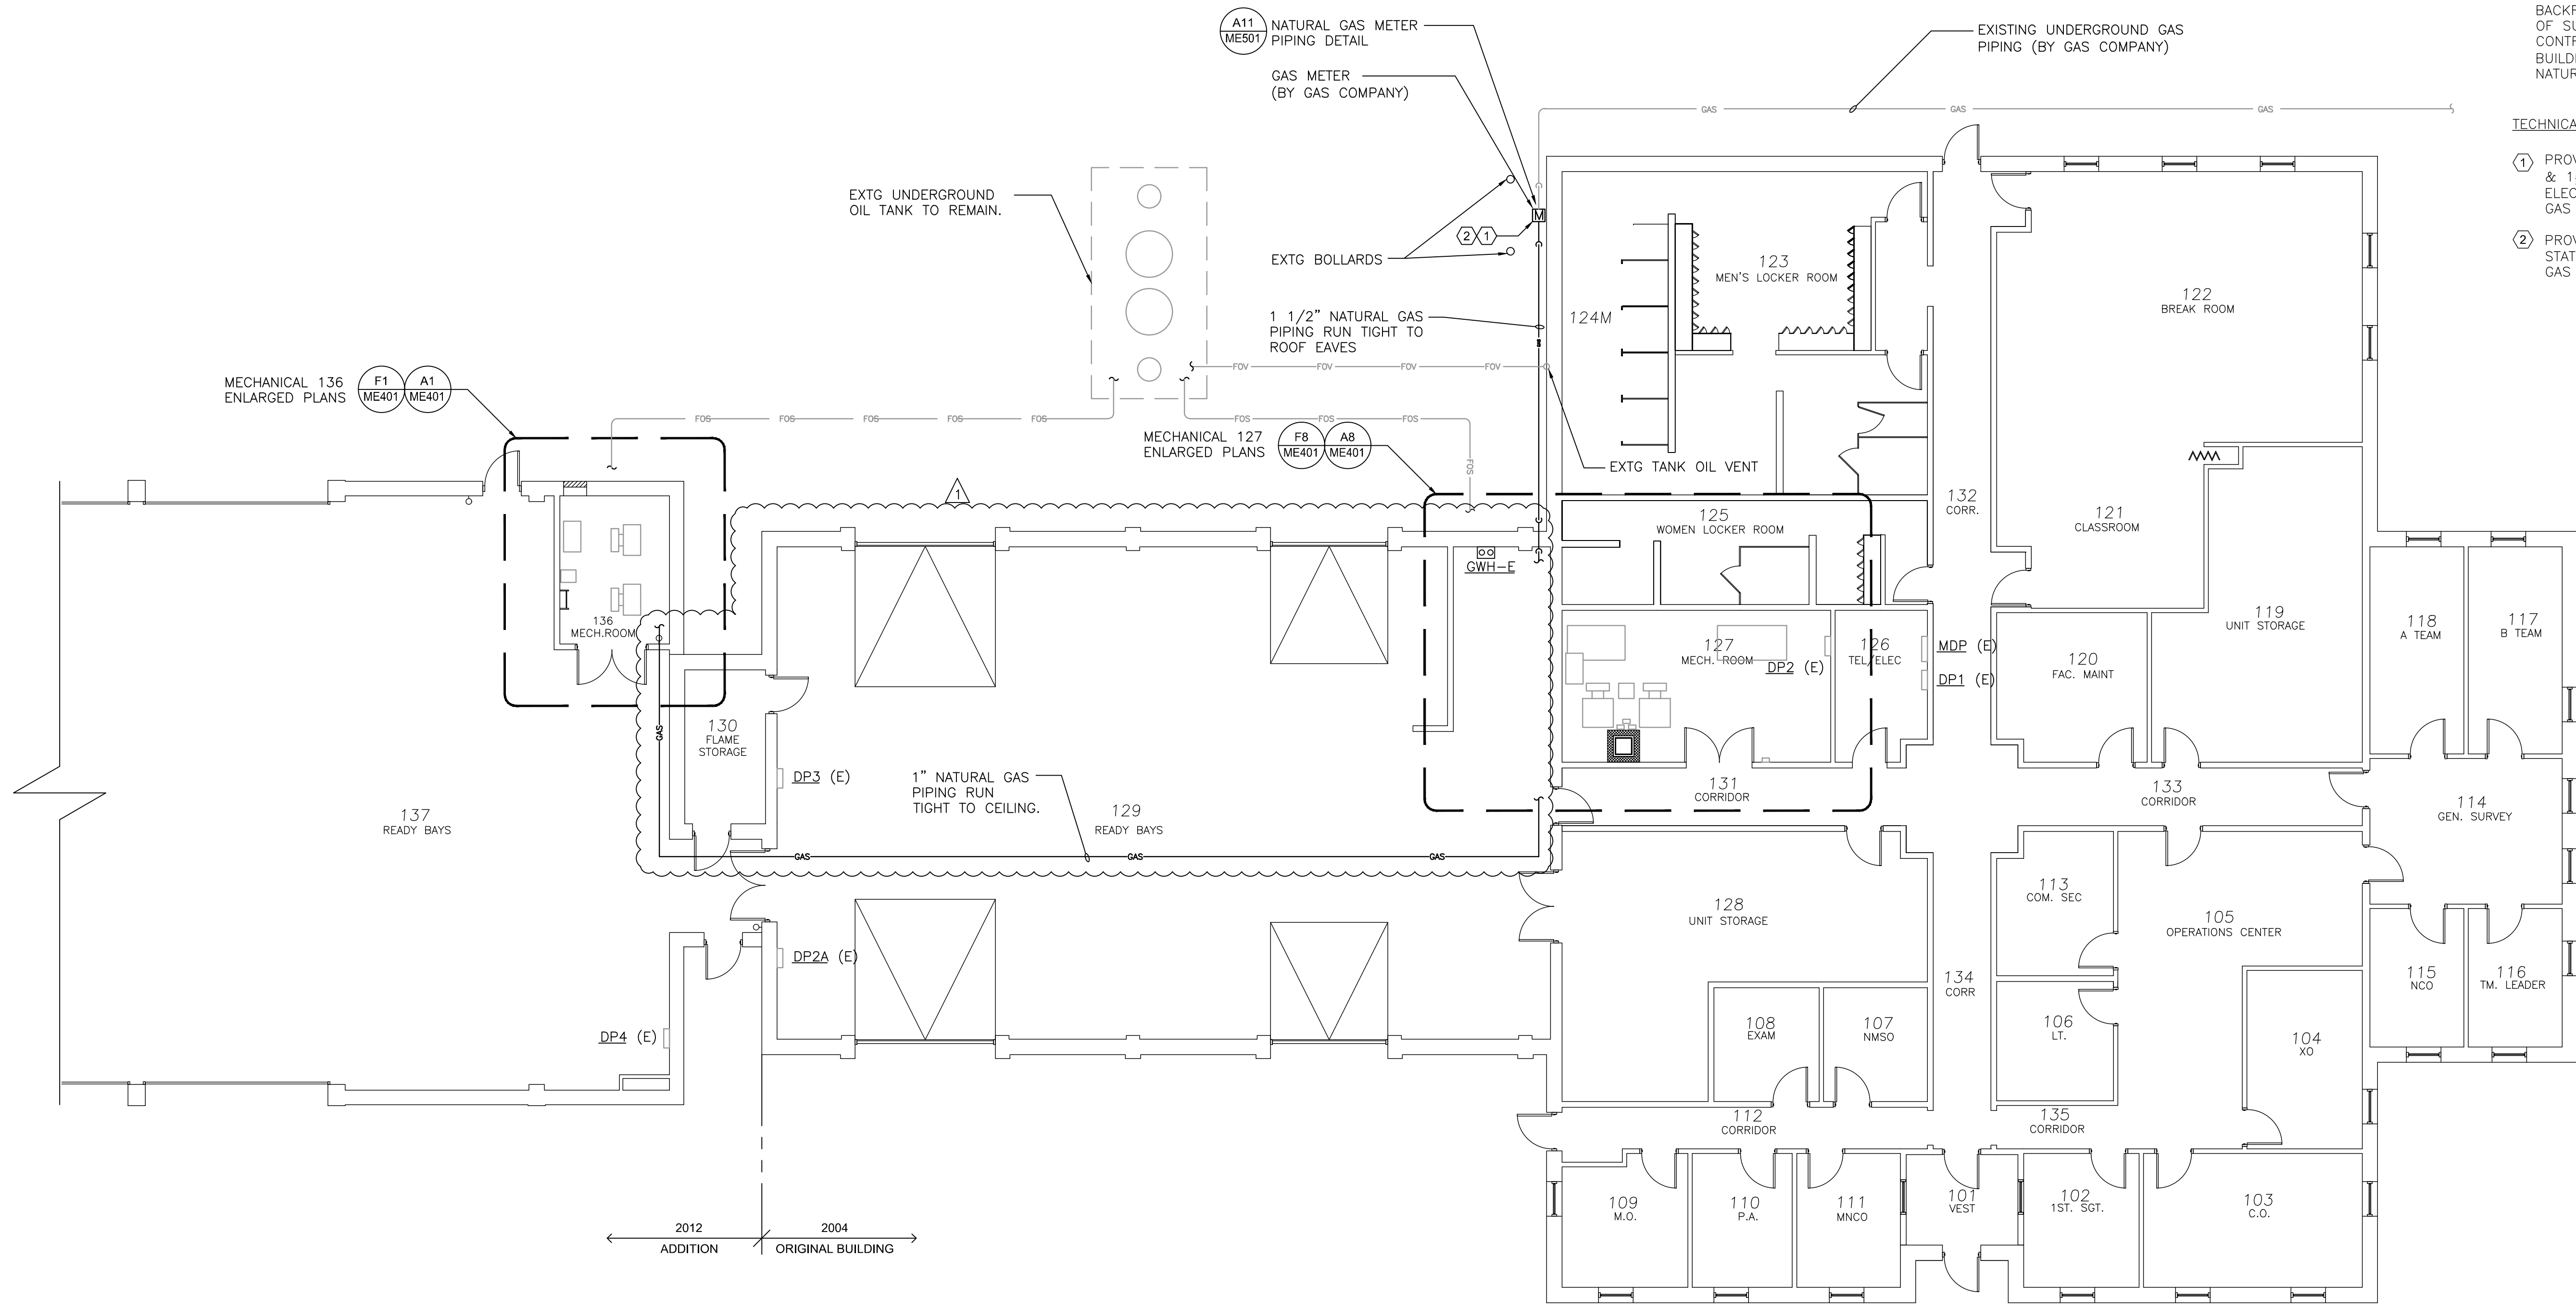 A11
ME501
NATURAL GAS METER
PIPING DETAIL
GAS METER
(BY GAS COMPANY)
EXISTING UNDERGROUND GAS
PIPING (BY GAS COMPANY)
GAS
GAS
GAS
OF
BUILD
NATUR
TECHNICA
1
PROV
&
ELEC
GAS
2
PROV
STAT
GAS
EXTG UNDERGROUND
OIL TANK TO REMAIN.
M
2
1
EXTG BOLLARDS
1 1/2" NATURAL GAS
PIPING RUN TIGHT TO
ROOF EAVES
FOV
FOV
FOV
FOV
MECHANICAL 136
ENLARGED PLANS
F1
ME401
A1
ME401
FOS
FOS
FOS
FOS
FOS
FOS
FOS
FOS
FOS
MECHANICAL 127
ENLARGED PLANS
F8
ME401
A8
ME401
EXTG TANK OIL VENT
123
MEN'S LOCKER ROOM
124M
122
BREAK ROOM
132
CORR.
121
CLASSROOM
125
WOMEN LOCKER ROOM
1
GWH-E
136
MECH.ROOM
119
UNIT STORAGE
118
A TEAM
117
B TEAM
127
MECH. ROOM
DP2 (E)
126
TEL/ELEC
MDP (E)
DP1 (E)
120
FAC. MAINT
130
FLAME
STORAGE
GAS
DP3 (E)
1" NATURAL GAS
PIPING RUN
TIGHT TO CEILING.
137
READY BAYS
129
READY BAYS
131
CORRIDOR
133
CORRIDOR
114
GEN. SURVEY
GAS
GAS
GAS
128
UNIT STORAGE
113
COM. SEC
105
OPERATIONS CENTER
DP2A (E)
134
CORR
115
NCO
116
TM. LEADER
DP4 (E)
108
EXAM
107
NMSO
106
LT.
104
XO
112
CORRIDOR
135
CORRIDOR
109
M.O.
110
P.A.
111
MNCO
101
VEST
102
1ST. SGT.
103
C.O.
2012
ADDITION
2004
ORIGINAL BUILDING